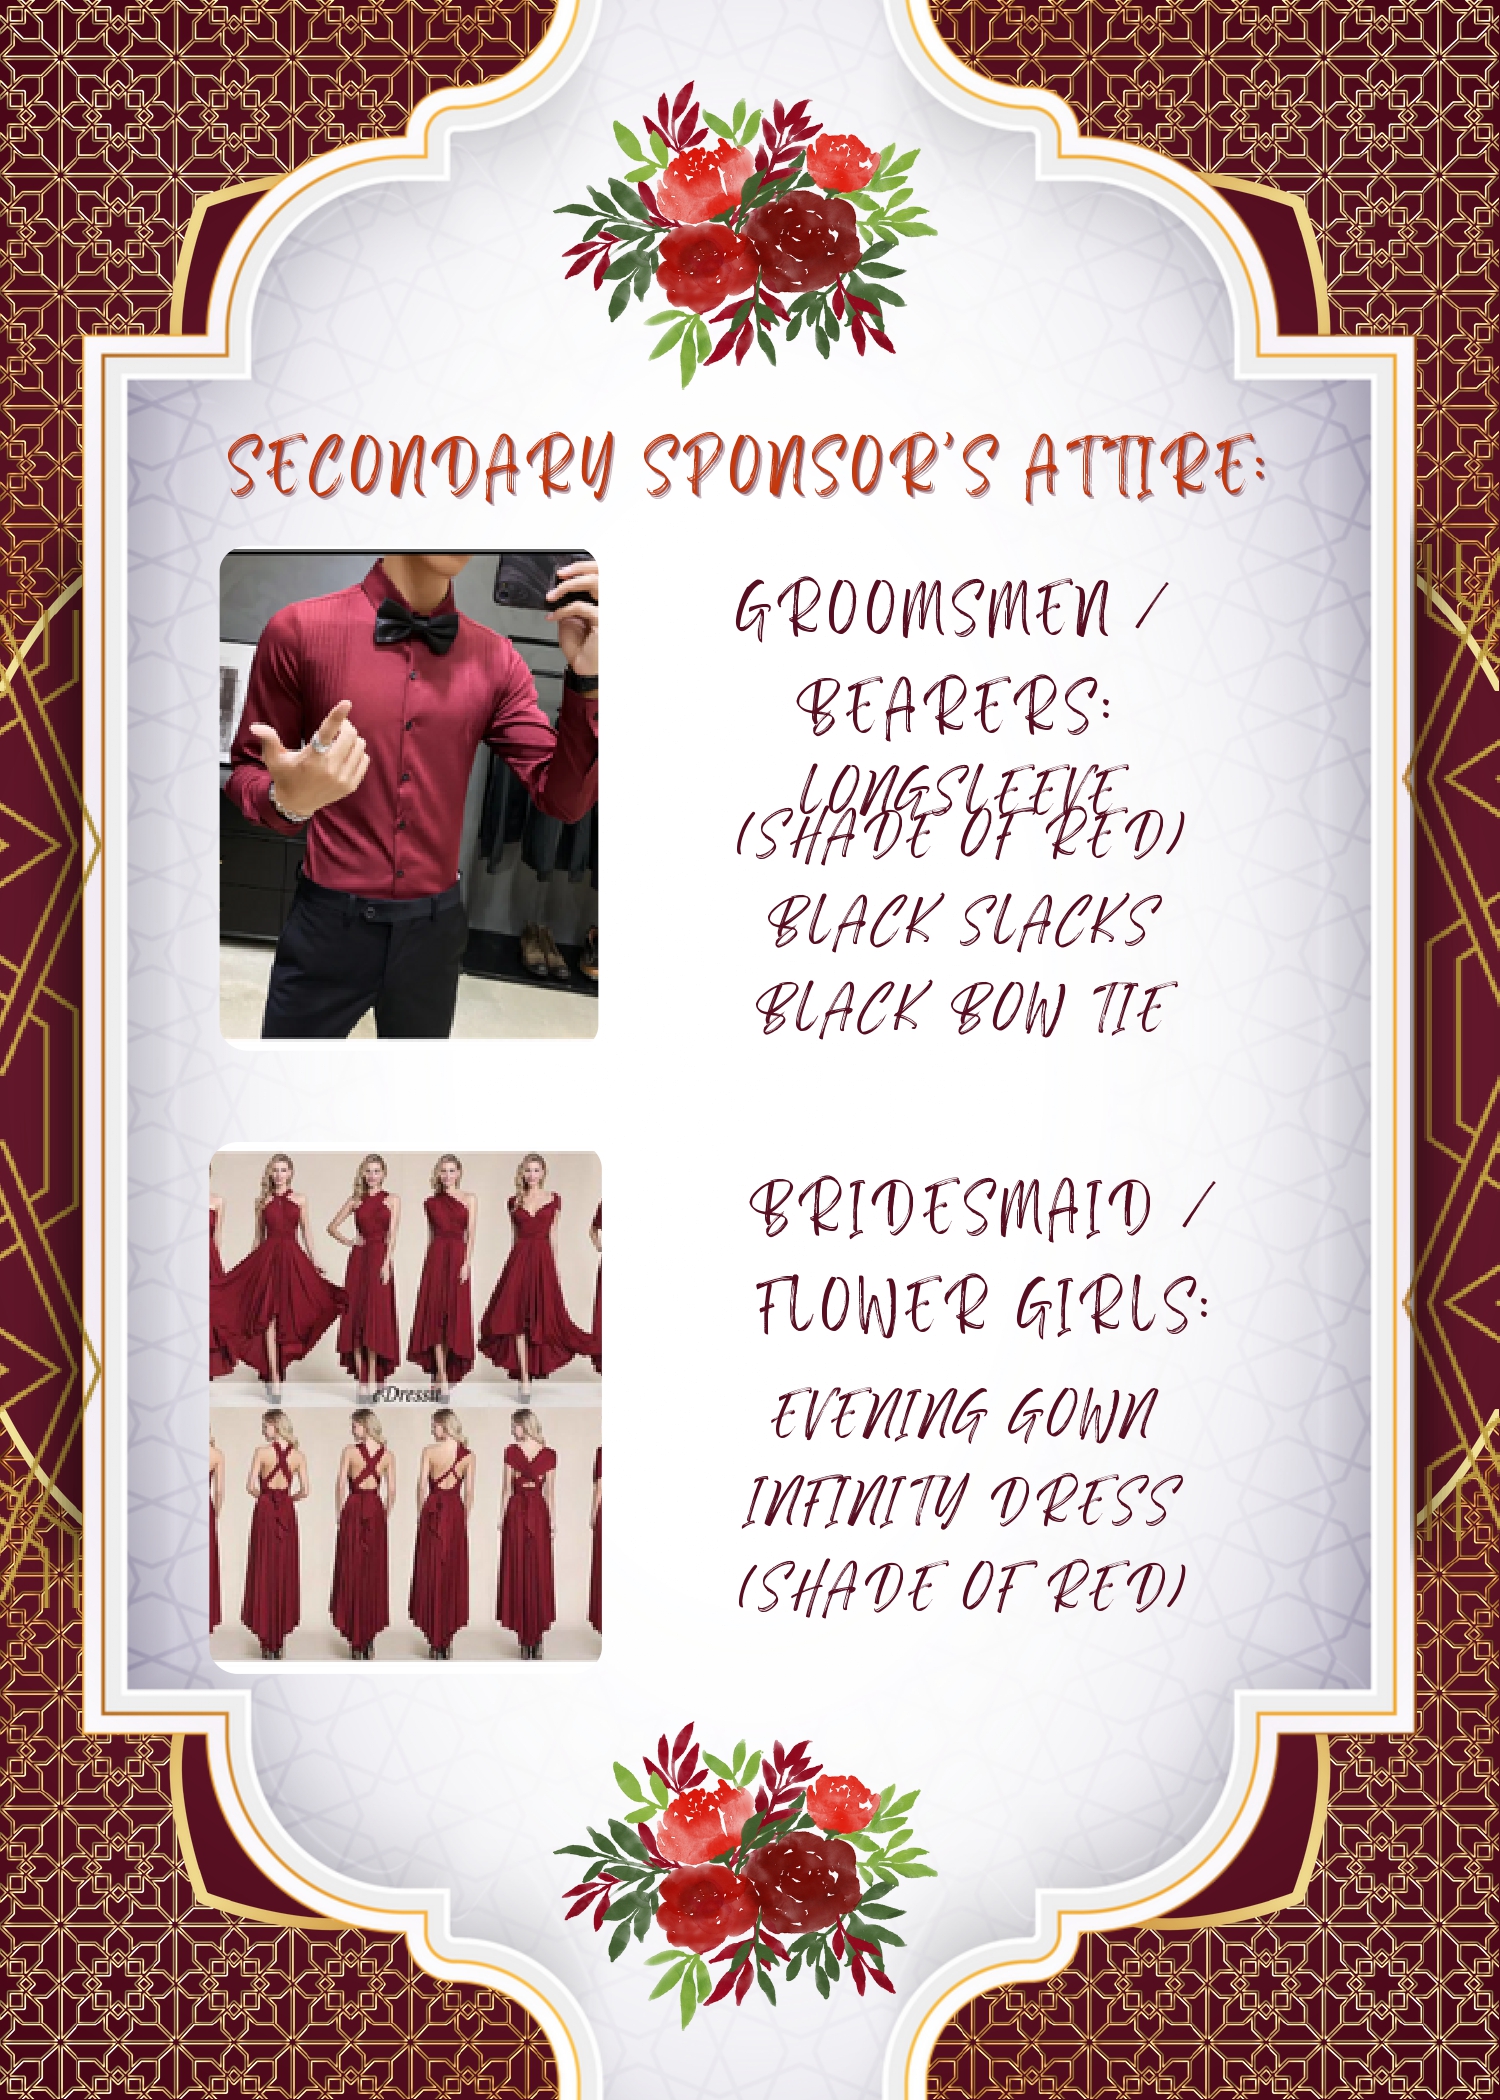 SECONDARY SPONSOR'S ATTIRE:
GROOMSMEN /
BEARERS:
LONGSLEEVE
(SHADE OF RED)
BLACK SLACKS
BLACK BOW TIE
BRIDESMAID /
FLOWER GIRLS:
EVENING GOWN
INFINITY DRESS
(SHADE OF RED)
eDressit